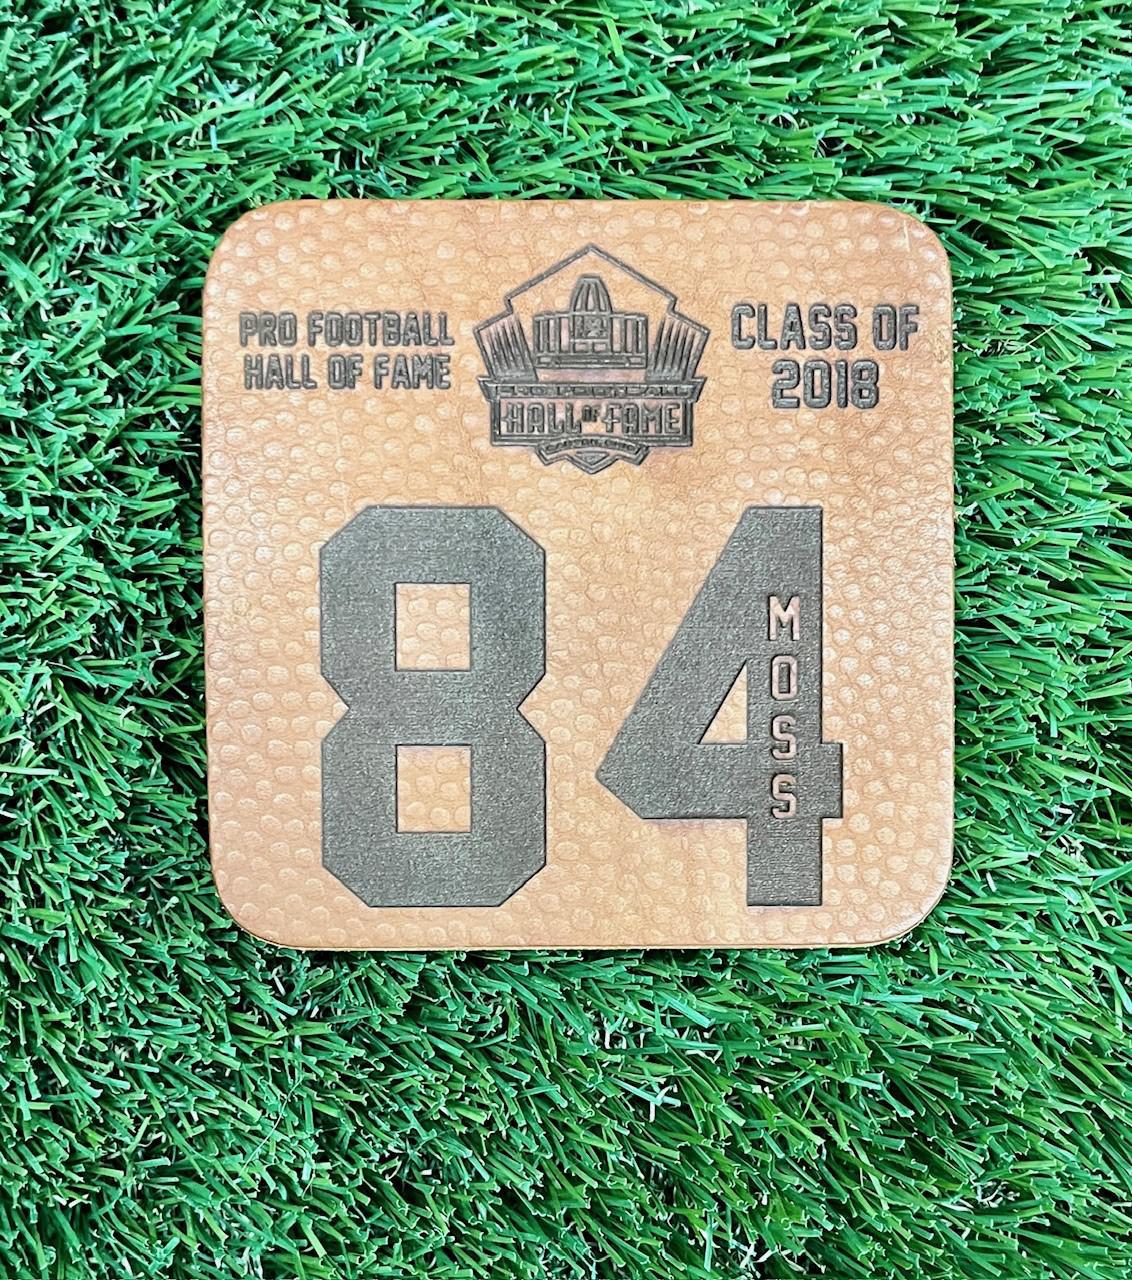 PRO FOOTBALL
HALL OF FAME
PRO FOOTBALL
HALL OF FAME
CLASS OF
2018
84
MOSS